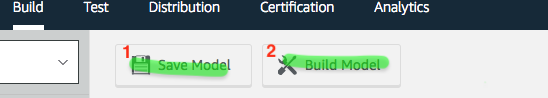 Build Test Distribution Certification Analytics
1 Save Model 2 Build Model